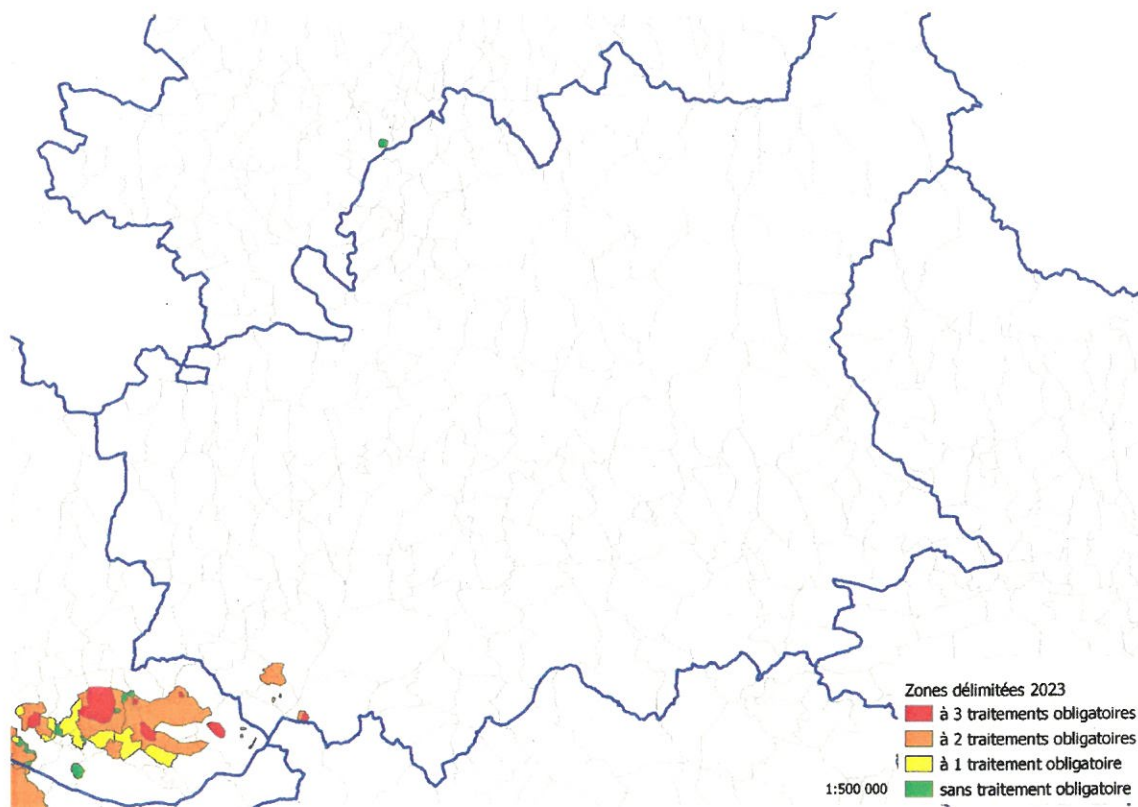 Zones délimitées 2023
à 3 traitements obligatoires
à 2 traitements obligatoires
à 1 traitement obligatoire
1:500 000
sans traitement obligatoire